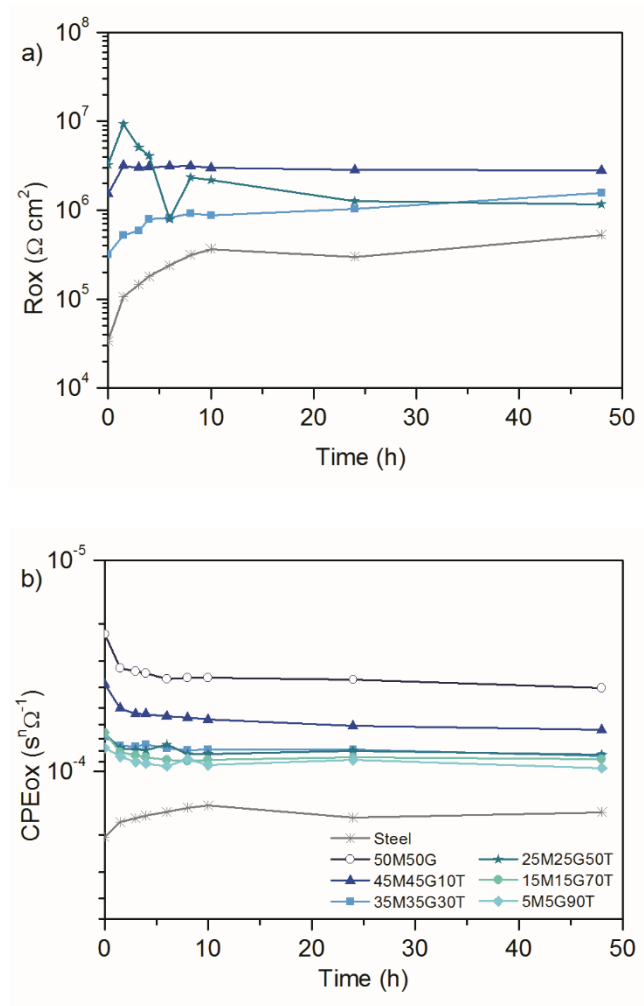 a)
10⁸
10⁷
10⁶
10⁵
10⁴
Rox (Ω cm²)
0 10 20 30 40 50
Time (h)
b)
10⁻⁵
10⁻⁴
CPEox (sⁿΩ⁻¹)
Steel
50M50G 25M25G50T
45M45G10T 15M15G70T
35M35G30T 5M5G90T
0 10 20 30 40 50
Time (h)